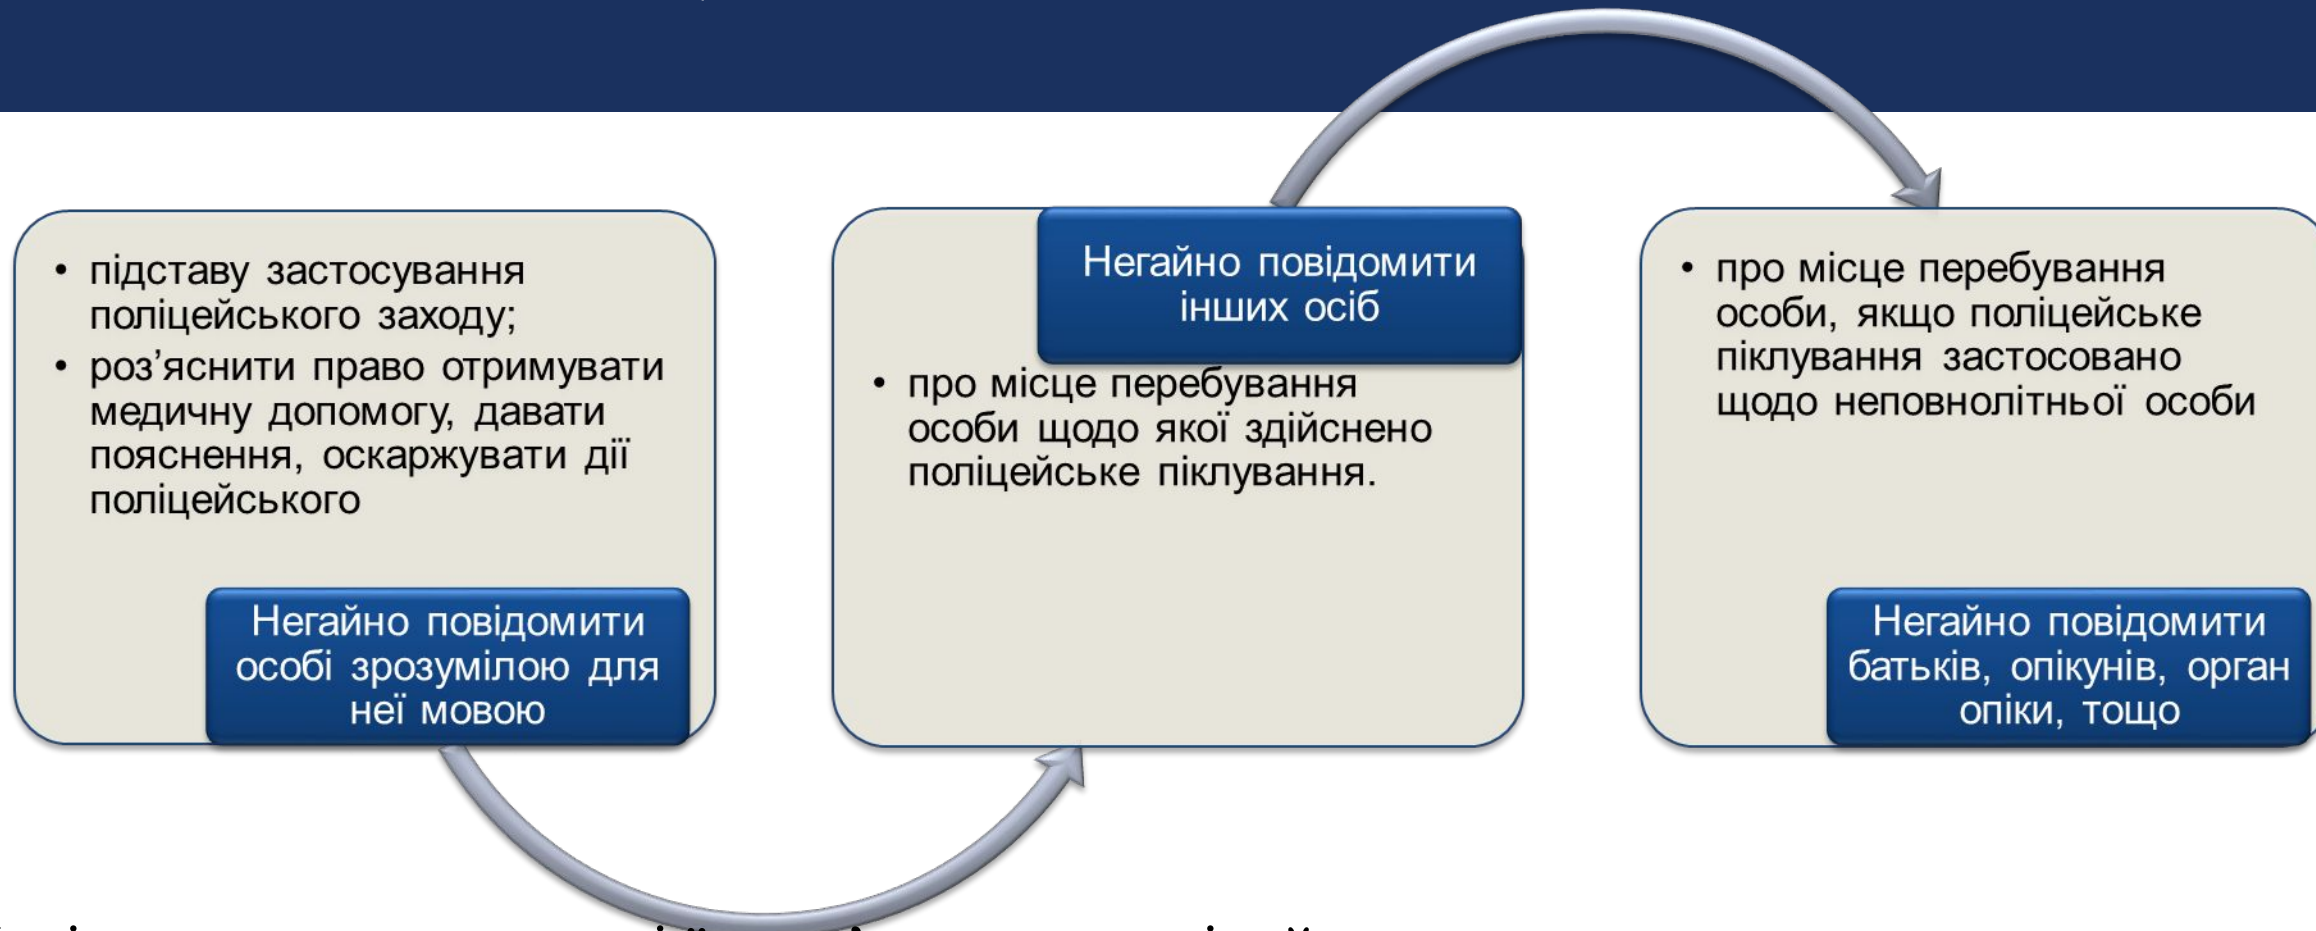 • підставу застосування
поліцейського заходу;
• роз’яснити право отримувати
медичну допомогу, давати
пояснення, оскаржувати дії
поліцейського
Негайно повідомити
особі зрозумілою для
неї мовою
Негайно повідомити
інших осіб
• про місце перебування
особи щодо якої здійснено
поліцейське піклування.
• про місце перебування
особи, якщо поліцейське
піклування застосовано
щодо неповнолітньої особи
Негайно повідомити
батьків, опікунів, орган
опіки, тощо